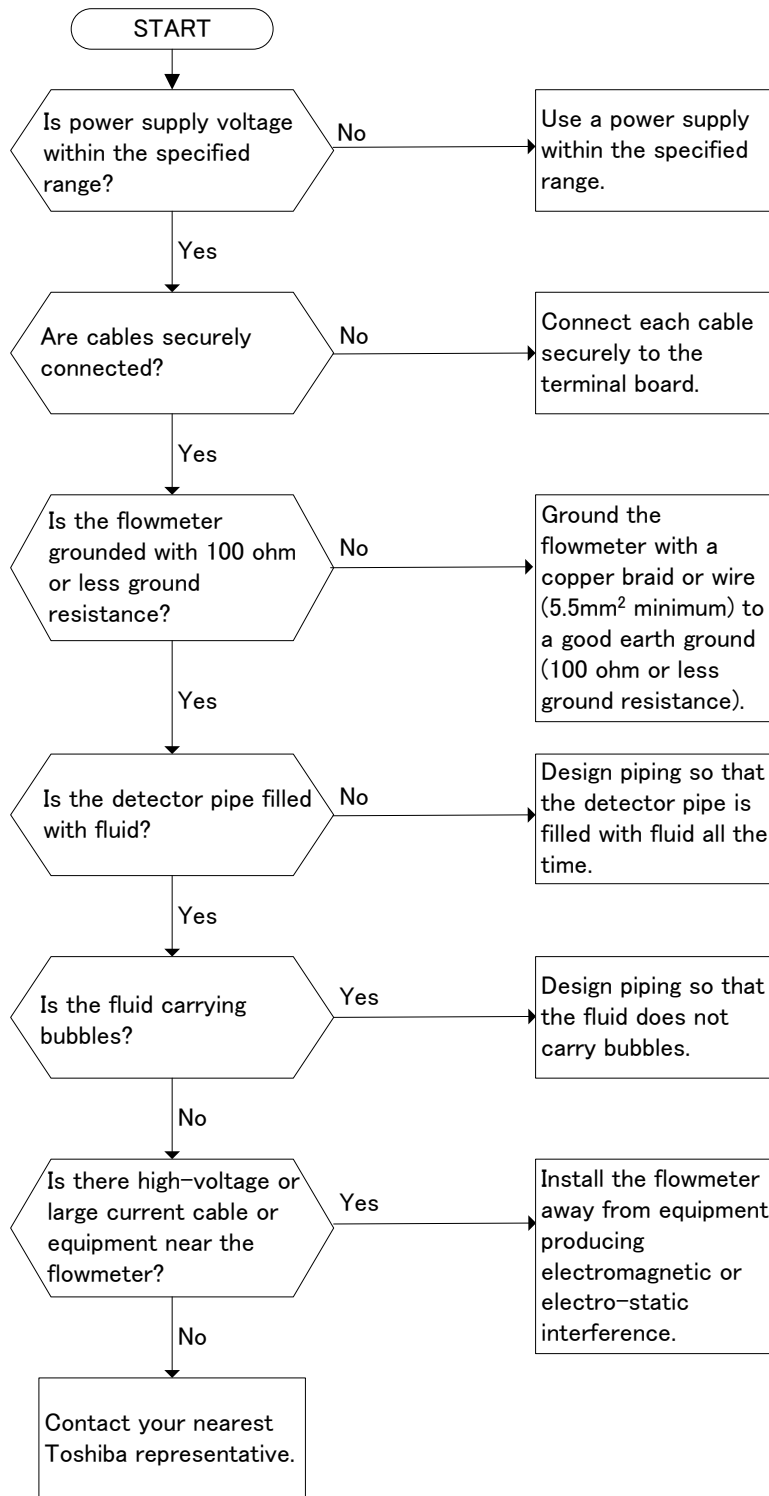 START
Is power supply voltage
within the specified
range?
No
Use a power supply
within the specified
range.
Yes
Are cables securely
connected?
No
Connect each cable
securely to the
terminal board.
Yes
Is the flowmeter
grounded with 100 ohm
or less ground
resistance?
No
Ground the
flowmeter with a
copper braid or wire
(5.5mm² minimum) to
a good earth ground
(100 ohm or less
ground resistance).
Yes
Is the detector pipe filled
with fluid?
No
Design piping so that
the detector pipe is
filled with fluid all the
time.
Yes
Is the fluid carrying
bubbles?
Yes
Design piping so that
the fluid does not
carry bubbles.
No
Is there high-voltage or
large current cable or
equipment near the
flowmeter?
Yes
Install the flowmeter
away from equipment
producing
electromagnetic or
electro-static
interference.
No
Contact your nearest
Toshiba representative.